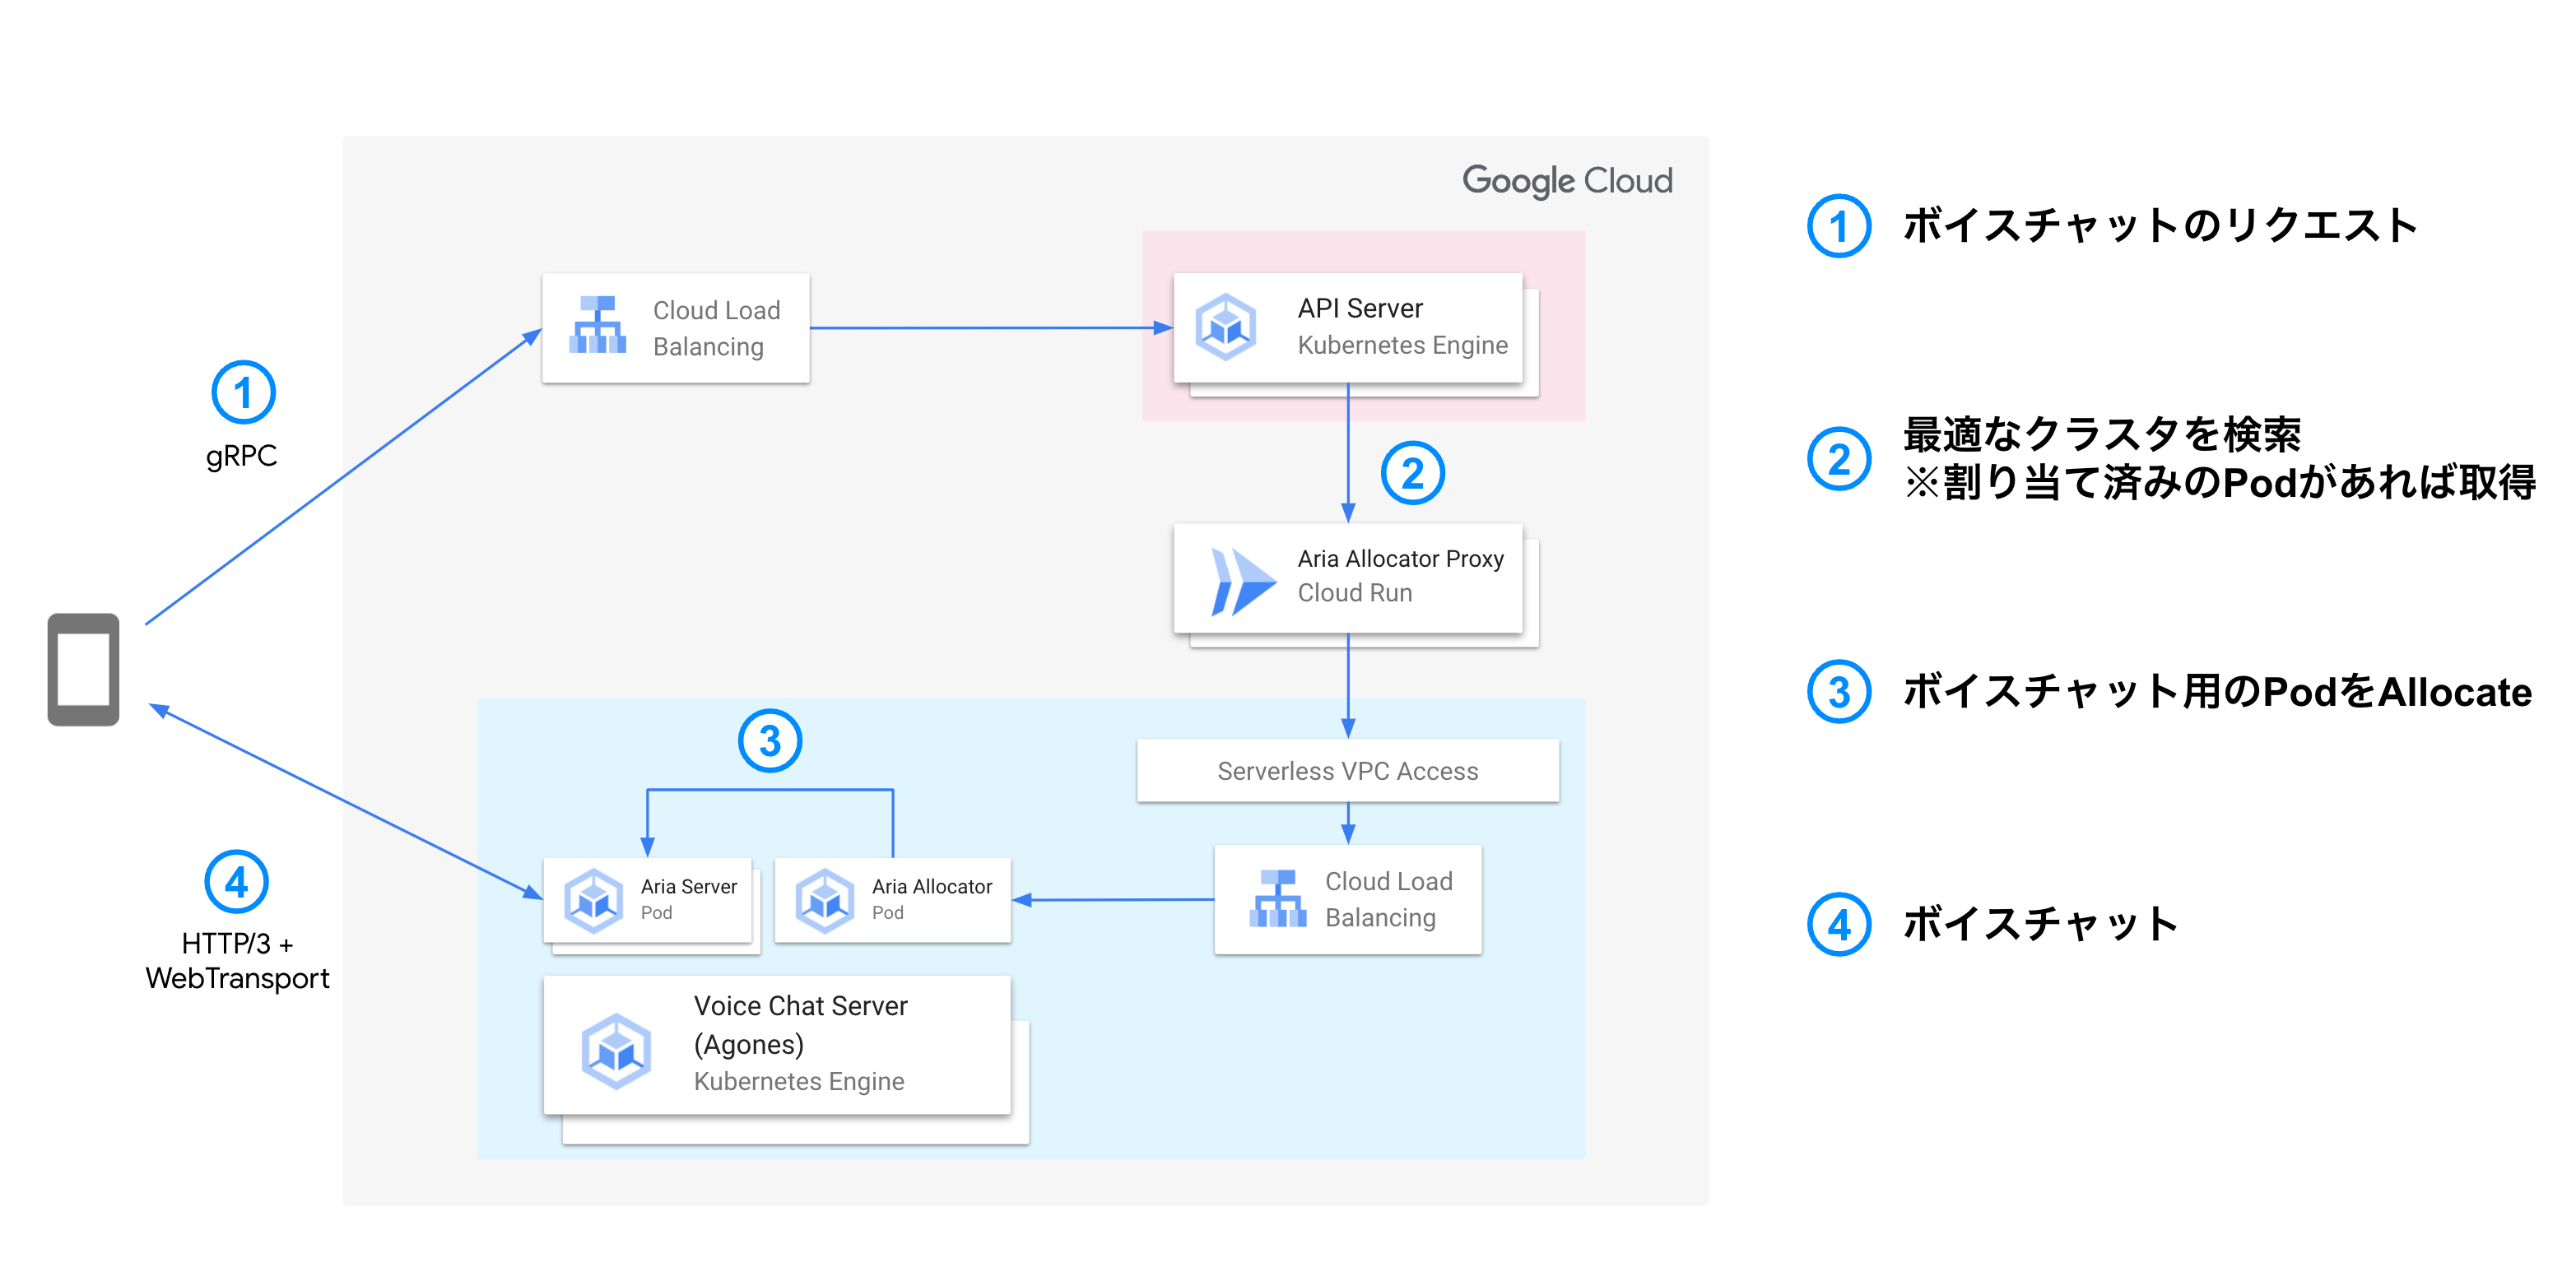 Google Cloud
Cloud Load
Balancing
API Server
Kubernetes Engine
1
gRPC
2
Aria Allocator Proxy
Cloud Run
3
Serverless VPC Access
Aria Server
Pod
Aria Allocator
Pod
Cloud Load
Balancing
4
HTTP/3 +
WebTransport
Voice Chat Server
(Agones)
Kubernetes Engine
1 ボイスチャットのリクエスト
2 最適なクラスタを検索
※割り当て済みのPodがあれば取得
3 ボイスチャット用のPodをAllocate
4 ボイスチャット